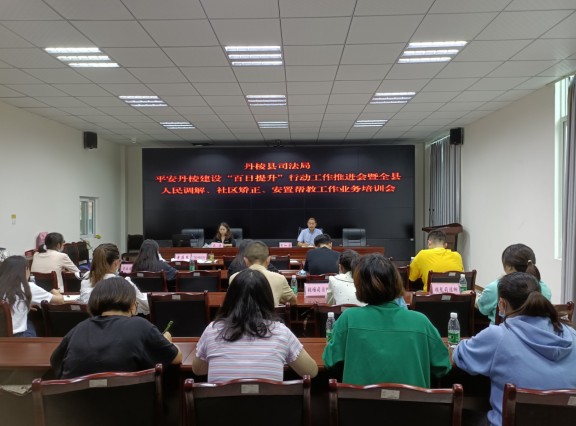 丹棱县司法局
平安丹棱建设“百日提升”行动工作推进会暨全县
人民调解、社区矫正、安置帮教工作业务培训会